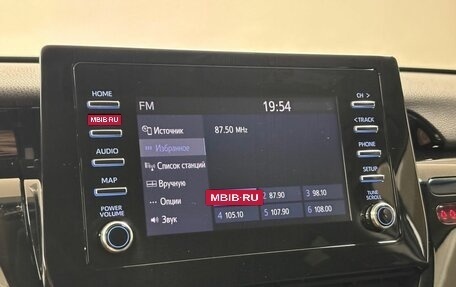 HOME
MBIB.RU
AUDIO
MAP
POWER
VOLUME
FM
19:54
Источник
87.50 MHz
Избранное
Список станций
Вручную
Опции
Звук
MBIB.RU
2 87.90
3 98.10
4 105.10
5 107.90
6 108.00
CH >
<TRACK
PHONE
SETUP
TUNE
SCROLL